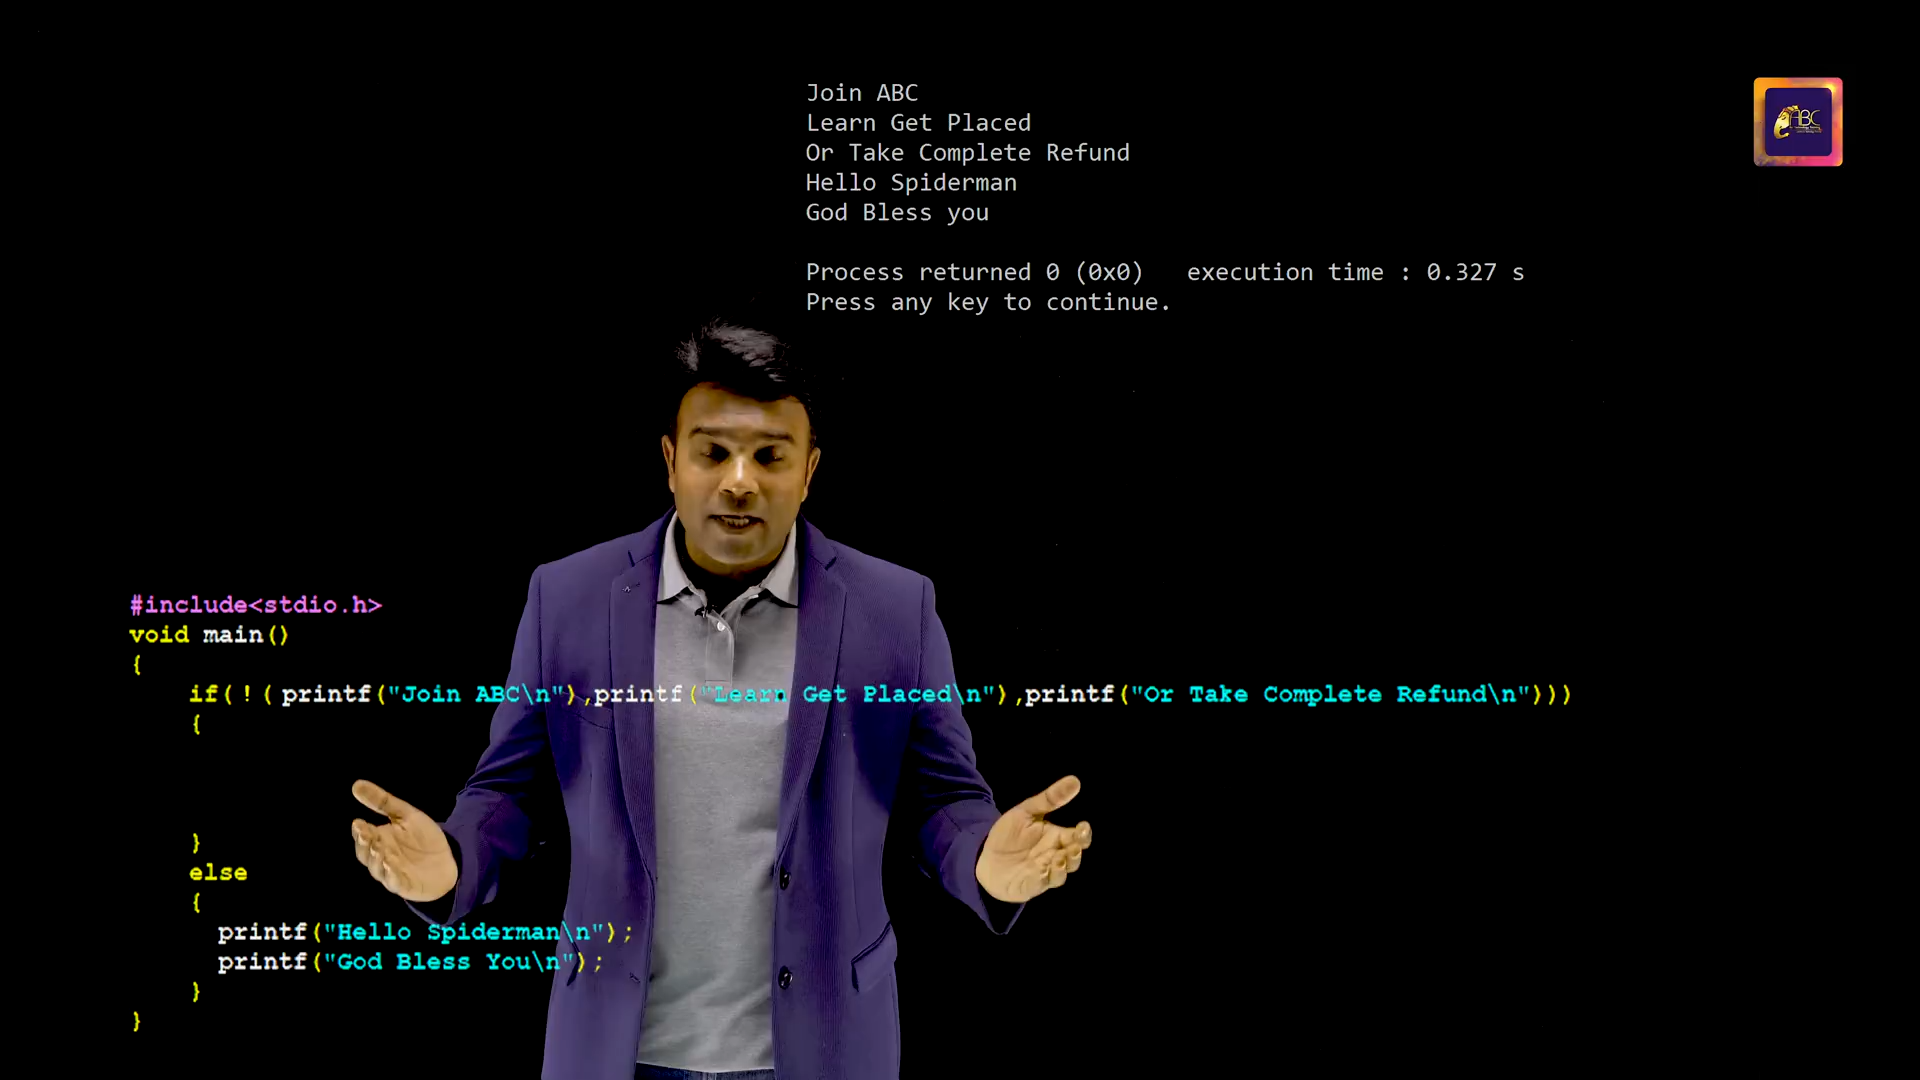 Join ABC
Learn Get Placed
Or Take Complete Refund
Hello Spiderman
God Bless you
Process returned 0 (0x0)   execution time : 0.327 s
Press any key to continue.
ABC
#include<stdio.h>
void main()
{
if(!(printf("Join ABC\n"),printf("Learn Get Placed\n"),printf("Or Take Complete Refund\n")))
{
}
else
{
printf("Hello Spiderman\n");
printf("God Bless You\n");
}
}